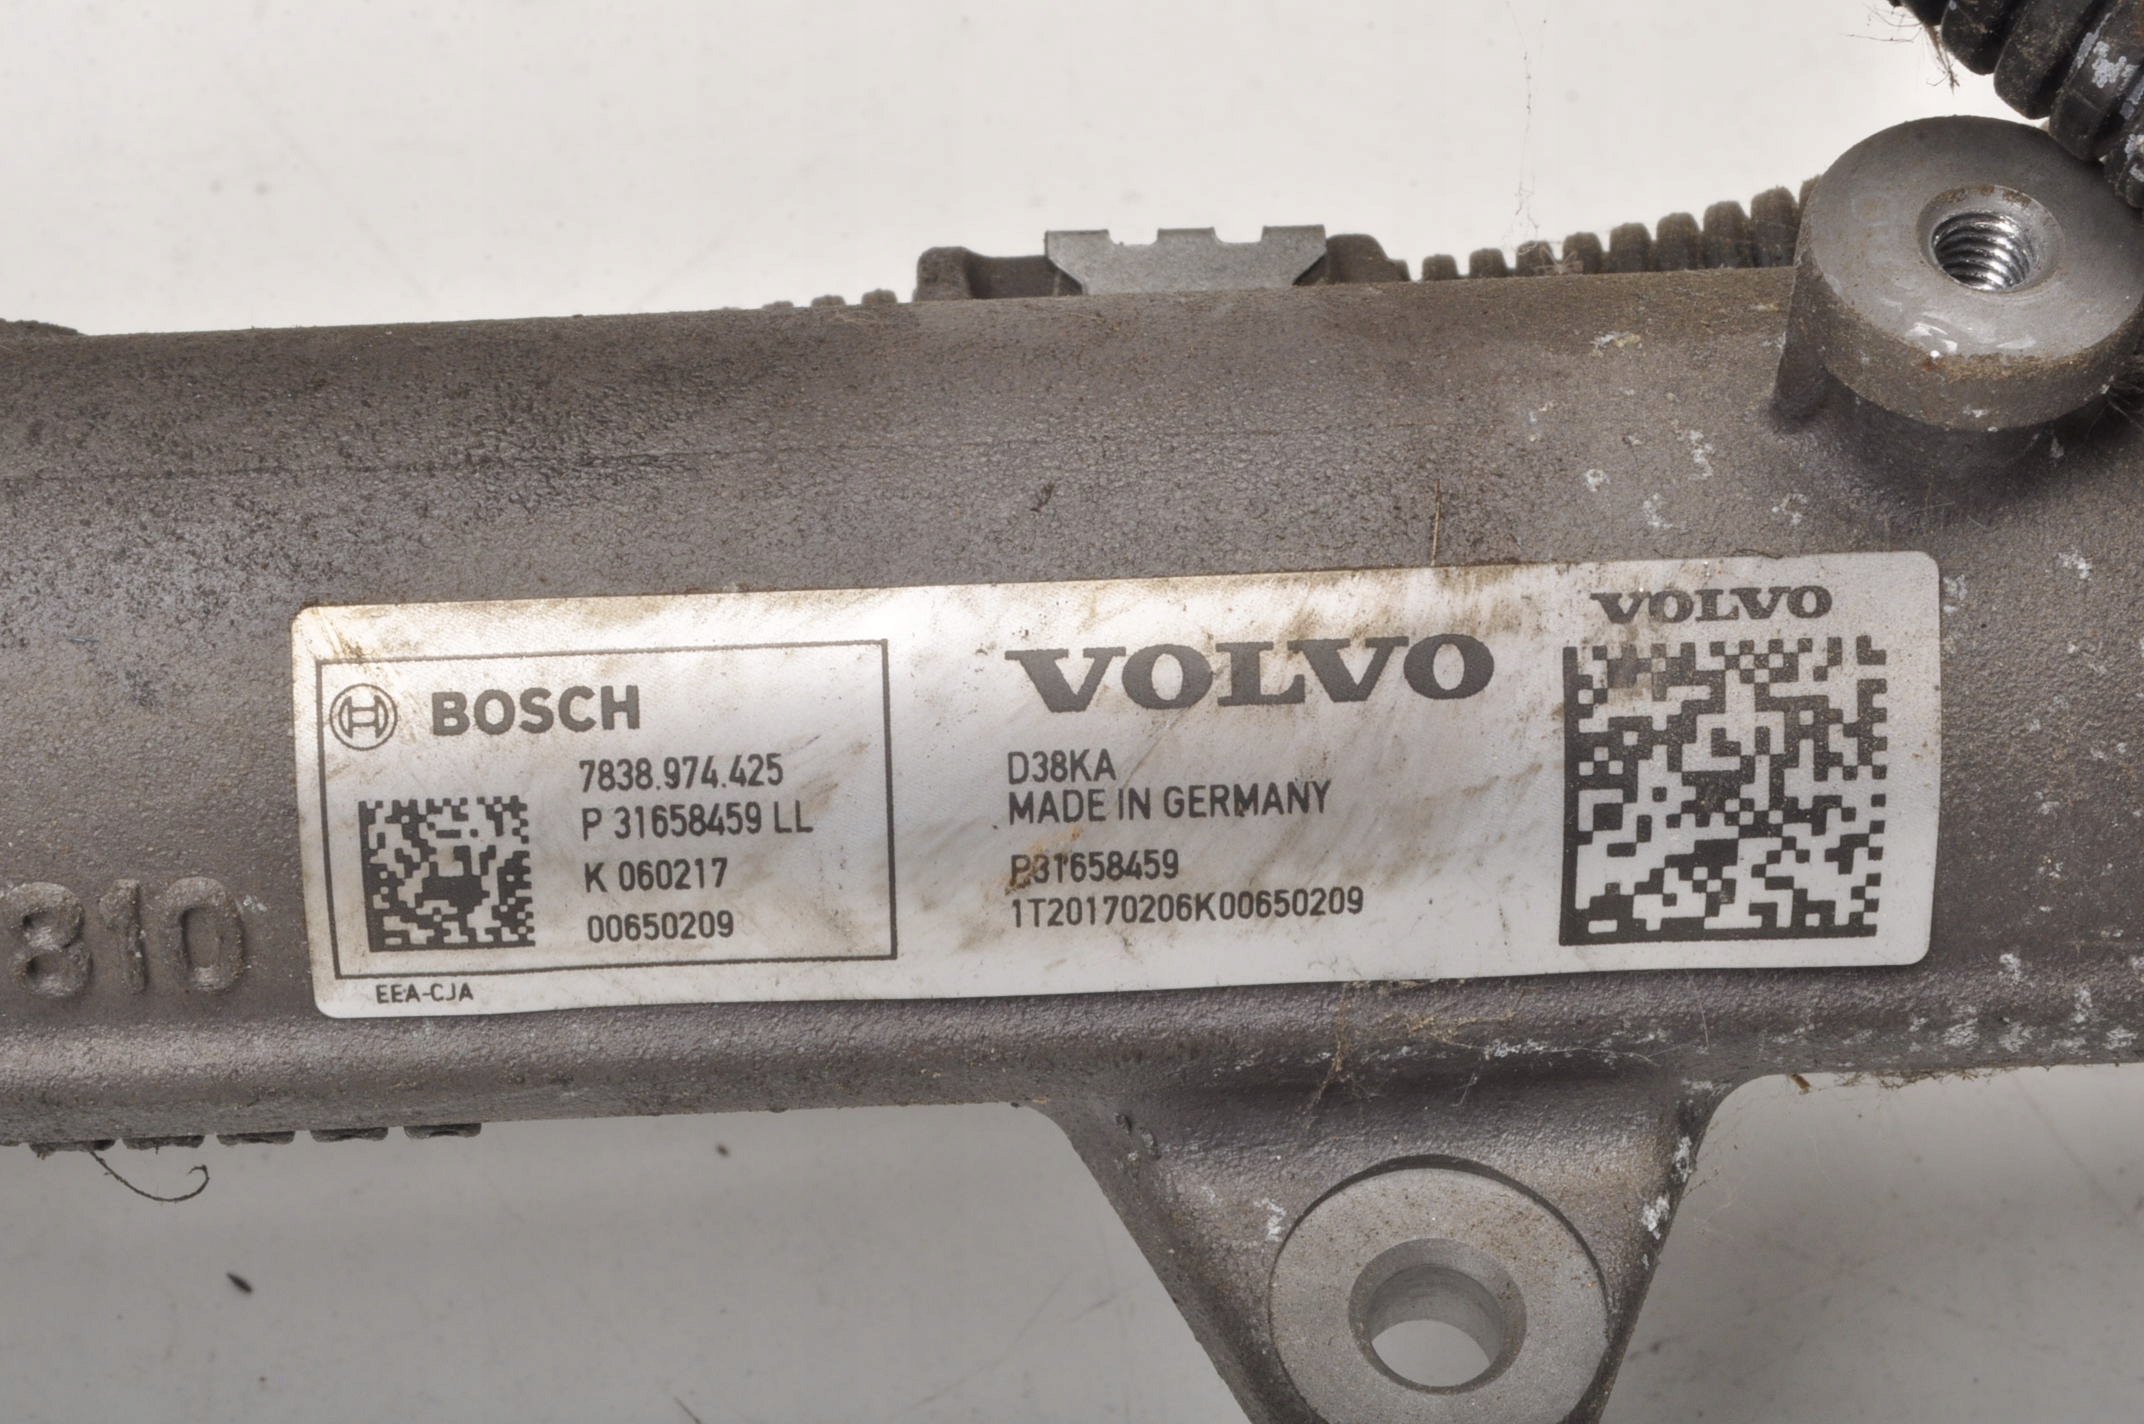 810
BOSCH
7838.974.425
P 31658459 LL
K 060217
00650209
EEA-CJA
VOLVO
D38KA
MADE IN GERMANY
P31658459
1T20170206K00650209
VOLVO